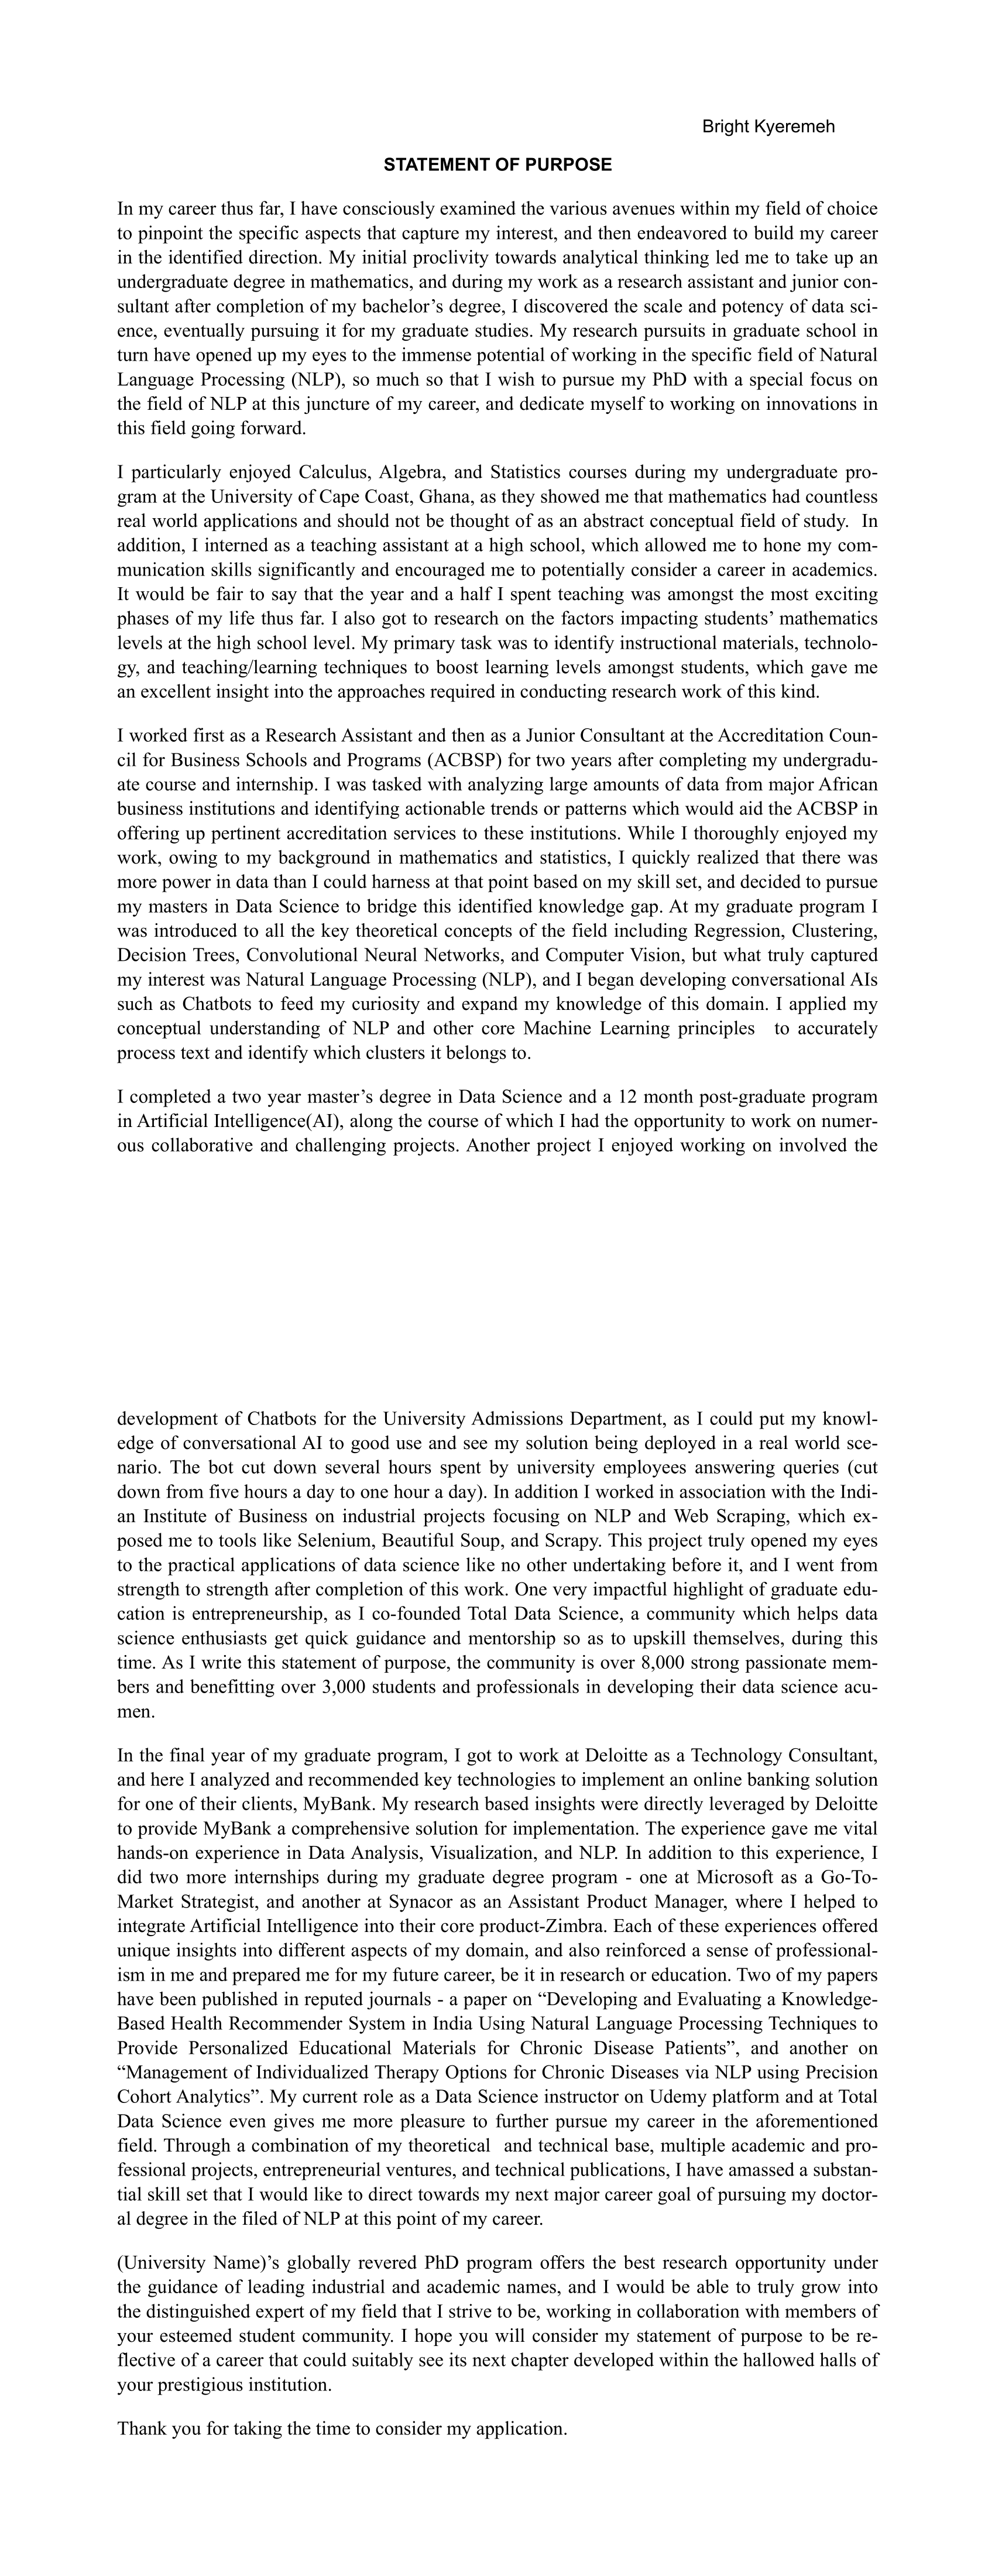 Bright Kyeremeh
STATEMENT OF PURPOSE
In my career thus far, I have consciously examined the various avenues within my field of choice
to pinpoint the specific aspects that capture my interest, and then endeavored to build my career
in the identified direction. My initial proclivity towards analytical thinking led me to take up an
undergraduate degree in mathematics, and during my work as a research assistant and junior con-
sultant after completion of my bachelor’s degree, I discovered the scale and potency of data sci-
ence, eventually pursuing it for my graduate studies. My research pursuits in graduate school in
turn have opened up my eyes to the immense potential of working in the specific field of Natural
Language Processing (NLP), so much so that I wish to pursue my PhD with a special focus on
the field of NLP at this juncture of my career, and dedicate myself to working on innovations in
this field going forward.
I particularly enjoyed Calculus, Algebra, and Statistics courses during my undergraduate pro-
gram at the University of Cape Coast, Ghana, as they showed me that mathematics had countless
real world applications and should not be thought of as an abstract conceptual field of study.  In
addition, I interned as a teaching assistant at a high school, which allowed me to hone my com-
munication skills significantly and encouraged me to potentially consider a career in academics.
It would be fair to say that the year and a half I spent teaching was amongst the most exciting
phases of my life thus far. I also got to research on the factors impacting students’ mathematics
levels at the high school level. My primary task was to identify instructional materials, technolo-
gy, and teaching/learning techniques to boost learning levels amongst students, which gave me
an excellent insight into the approaches required in conducting research work of this kind.
I worked first as a Research Assistant and then as a Junior Consultant at the Accreditation Coun-
cil for Business Schools and Programs (ACBSP) for two years after completing my undergradu-
ate course and internship. I was tasked with analyzing large amounts of data from major African
business institutions and identifying actionable trends or patterns which would aid the ACBSP in
offering up pertinent accreditation services to these institutions. While I thoroughly enjoyed my
work, owing to my background in mathematics and statistics, I quickly realized that there was
more power in data than I could harness at that point based on my skill set, and decided to pursue
my masters in Data Science to bridge this identified knowledge gap. At my graduate program I
was introduced to all the key theoretical concepts of the field including Regression, Clustering,
Decision Trees, Convolutional Neural Networks, and Computer Vision, but what truly captured
my interest was Natural Language Processing (NLP), and I began developing conversational AIs
such as Chatbots to feed my curiosity and expand my knowledge of this domain. I applied my
conceptual understanding of NLP and other core Machine Learning principles  to accurately
process text and identify which clusters it belongs to.
I completed a two year master’s degree in Data Science and a 12 month post-graduate program
in Artificial Intelligence(AI), along the course of which I had the opportunity to work on numer-
ous collaborative and challenging projects. Another project I enjoyed working on involved the
development of Chatbots for the University Admissions Department, as I could put my knowl-
edge of conversational AI to good use and see my solution being deployed in a real world sce-
nario. The bot cut down several hours spent by university employees answering queries (cut
down from five hours a day to one hour a day). In addition I worked in association with the Indi-
an Institute of Business on industrial projects focusing on NLP and Web Scraping, which ex-
posed me to tools like Selenium, Beautiful Soup, and Scrapy. This project truly opened my eyes
to the practical applications of data science like no other undertaking before it, and I went from
strength to strength after completion of this work. One very impactful highlight of graduate edu-
cation is entrepreneurship, as I co-founded Total Data Science, a community which helps data
science enthusiasts get quick guidance and mentorship so as to upskill themselves, during this
time. As I write this statement of purpose, the community is over 8,000 strong passionate mem-
bers and benefitting over 3,000 students and professionals in developing their data science acu-
men.
In the final year of my graduate program, I got to work at Deloitte as a Technology Consultant,
and here I analyzed and recommended key technologies to implement an online banking solution
for one of their clients, MyBank. My research based insights were directly leveraged by Deloitte
to provide MyBank a comprehensive solution for implementation. The experience gave me vital
hands-on experience in Data Analysis, Visualization, and NLP. In addition to this experience, I
did two more internships during my graduate degree program - one at Microsoft as a Go-To-
Market Strategist, and another at Synacor as an Assistant Product Manager, where I helped to
integrate Artificial Intelligence into their core product-Zimbra. Each of these experiences offered
unique insights into different aspects of my domain, and also reinforced a sense of professional-
ism in me and prepared me for my future career, be it in research or education. Two of my papers
have been published in reputed journals - a paper on “Developing and Evaluating a Knowledge-
Based Health Recommender System in India Using Natural Language Processing Techniques to
Provide Personalized Educational Materials for Chronic Disease Patients”, and another on
“Management of Individualized Therapy Options for Chronic Diseases via NLP using Precision
Cohort Analytics”. My current role as a Data Science instructor on Udemy platform and at Total
Data Science even gives me more pleasure to further pursue my career in the aforementioned
field. Through a combination of my theoretical  and technical base, multiple academic and pro-
fessional projects, entrepreneurial ventures, and technical publications, I have amassed a substan-
tial skill set that I would like to direct towards my next major career goal of pursuing my doctor-
al degree in the filed of NLP at this point of my career.
(University Name)’s globally revered PhD program offers the best research opportunity under
the guidance of leading industrial and academic names, and I would be able to truly grow into
the distinguished expert of my field that I strive to be, working in collaboration with members of
your esteemed student community. I hope you will consider my statement of purpose to be re-
flective of a career that could suitably see its next chapter developed within the hallowed halls of
your prestigious institution.
Thank you for taking the time to consider my application.